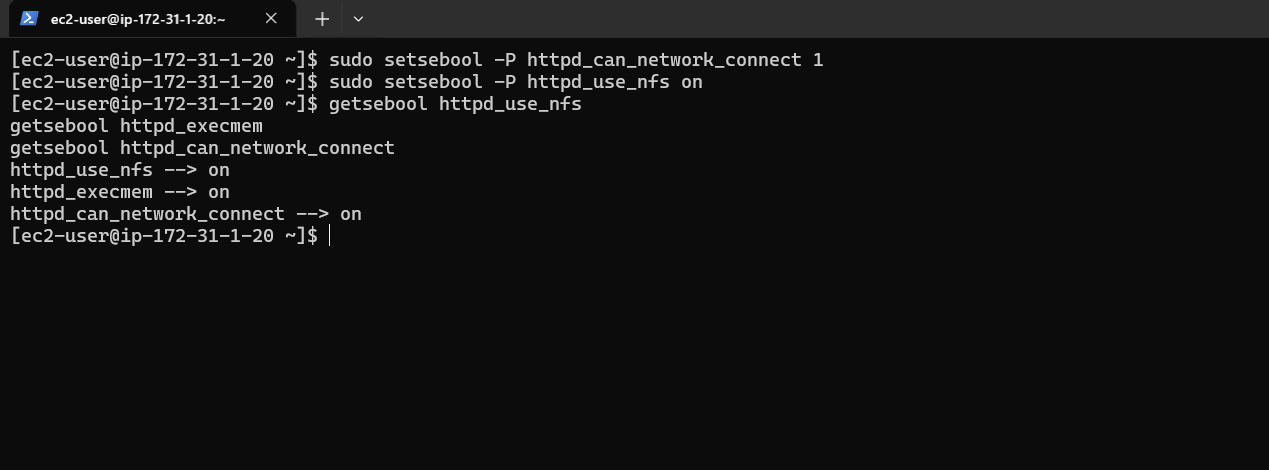 ec2-user@ip-172-31-1-20:~
[ec2-user@ip-172-31-1-20 ~]$ sudo setsebool -P httpd_can_network_connect 1
[ec2-user@ip-172-31-1-20 ~]$ sudo setsebool -P httpd_use_nfs on
[ec2-user@ip-172-31-1-20 ~]$ getsebool httpd_use_nfs
getsebool httpd_execmem
getsebool httpd_can_network_connect
httpd_use_nfs --> on
httpd_execmem --> on
httpd_can_network_connect --> on
[ec2-user@ip-172-31-1-20 ~]$